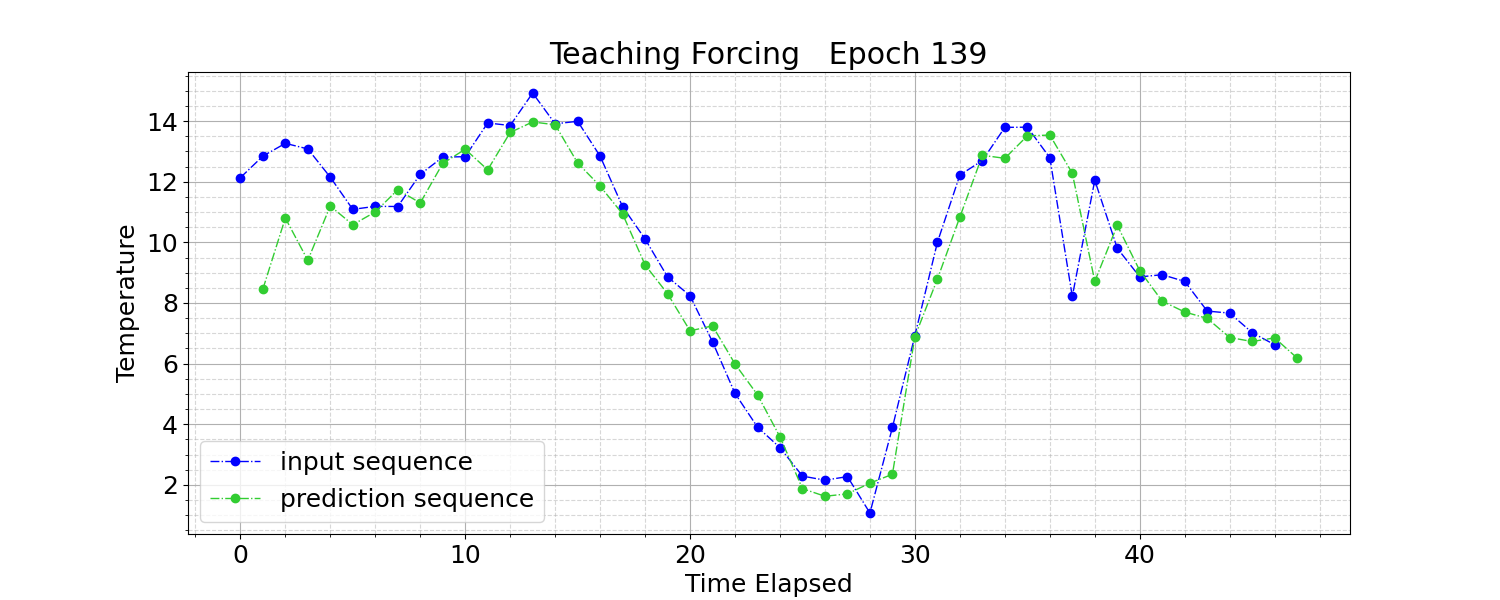 Teaching Forcing   Epoch 139
Temperature
14
12
10
8
6
4
2
input sequence
prediction sequence
0 10 20 30 40
Time Elapsed